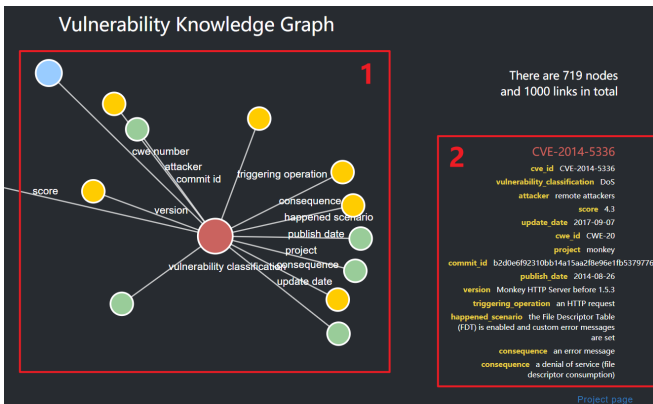 Vulnerability Knowledge Graph
1
There are 719 nodes
and 1000 links in total
cwe number
attacker
commit id
triggering operation
score
version
consequence
happened scenario
publish date
project
vulnerability classification
consequence
update date
2
CVE-2014-5336
cve_id CVE-2014-5336
vulnerability_classification DoS
attacker remote attackers
score 4.3
update_date 2017-09-07
cwe_id CWE-20
project monkey
commit_id b2d0e6f92310bb14a15aa2f8e96e1fb5379776
publish_date 2014-08-26
version Monkey HTTP Server before 1.5.3
triggering_operation an HTTP request
happened_scenario the File Descriptor Table
(FDT) is enabled and custom error messages
are set
consequence an error message
consequence a denial of service (file
descriptor consumption)
Project page